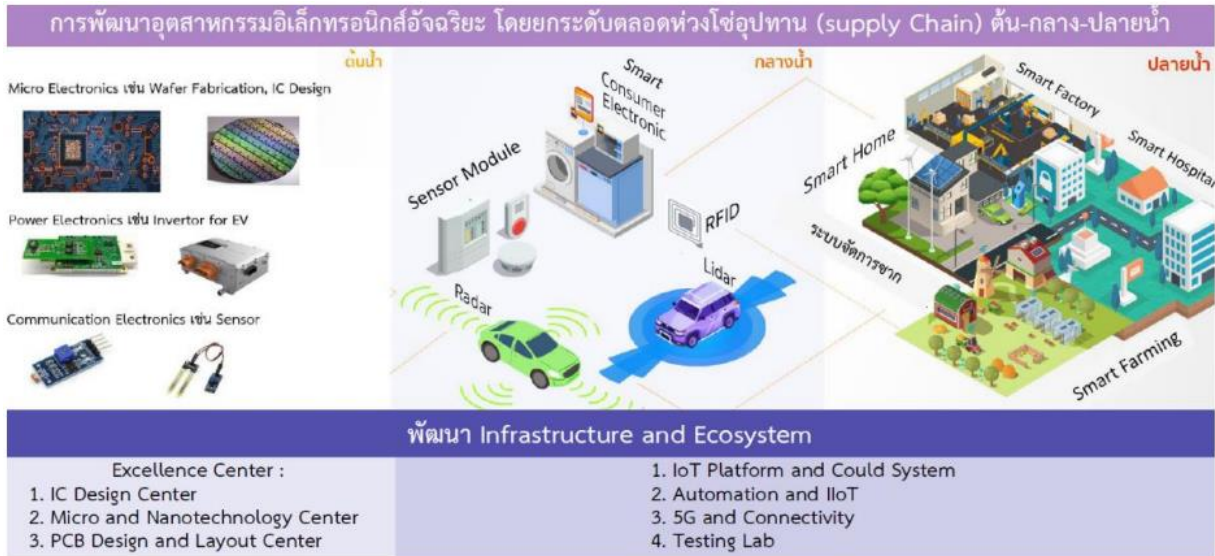 การพัฒนาอุตสาหกรรมอิเล็กทรอนิกส์อัจฉริยะ โดยยกระดับตลอดห่วงโซ่อุปทาน (supply Chain) ต้น-กลาง-ปลายน้ำ
ต้นน้ำ
Micro Electronics เช่น Wafer Fabrication, IC Design
Power Electronics เช่น Invertor for EV
Communication Electronics เช่น Sensor
กลางน้ำ
Smart
Consumer
Electronic
Sensor Module
RFID
Lidar
Radar
ปลายน้ำ
Smart Factory
Smart Hospital
Smart Home
ระบบจัดการซาก
Smart Farming
พัฒนา Infrastructure and Ecosystem
Excellence Center :
1. IC Design Center
2. Micro and Nanotechnology Center
3. PCB Design and Layout Center
1. IoT Platform and Could System
2. Automation and IIoT
3. 5G and Connectivity
4. Testing Lab